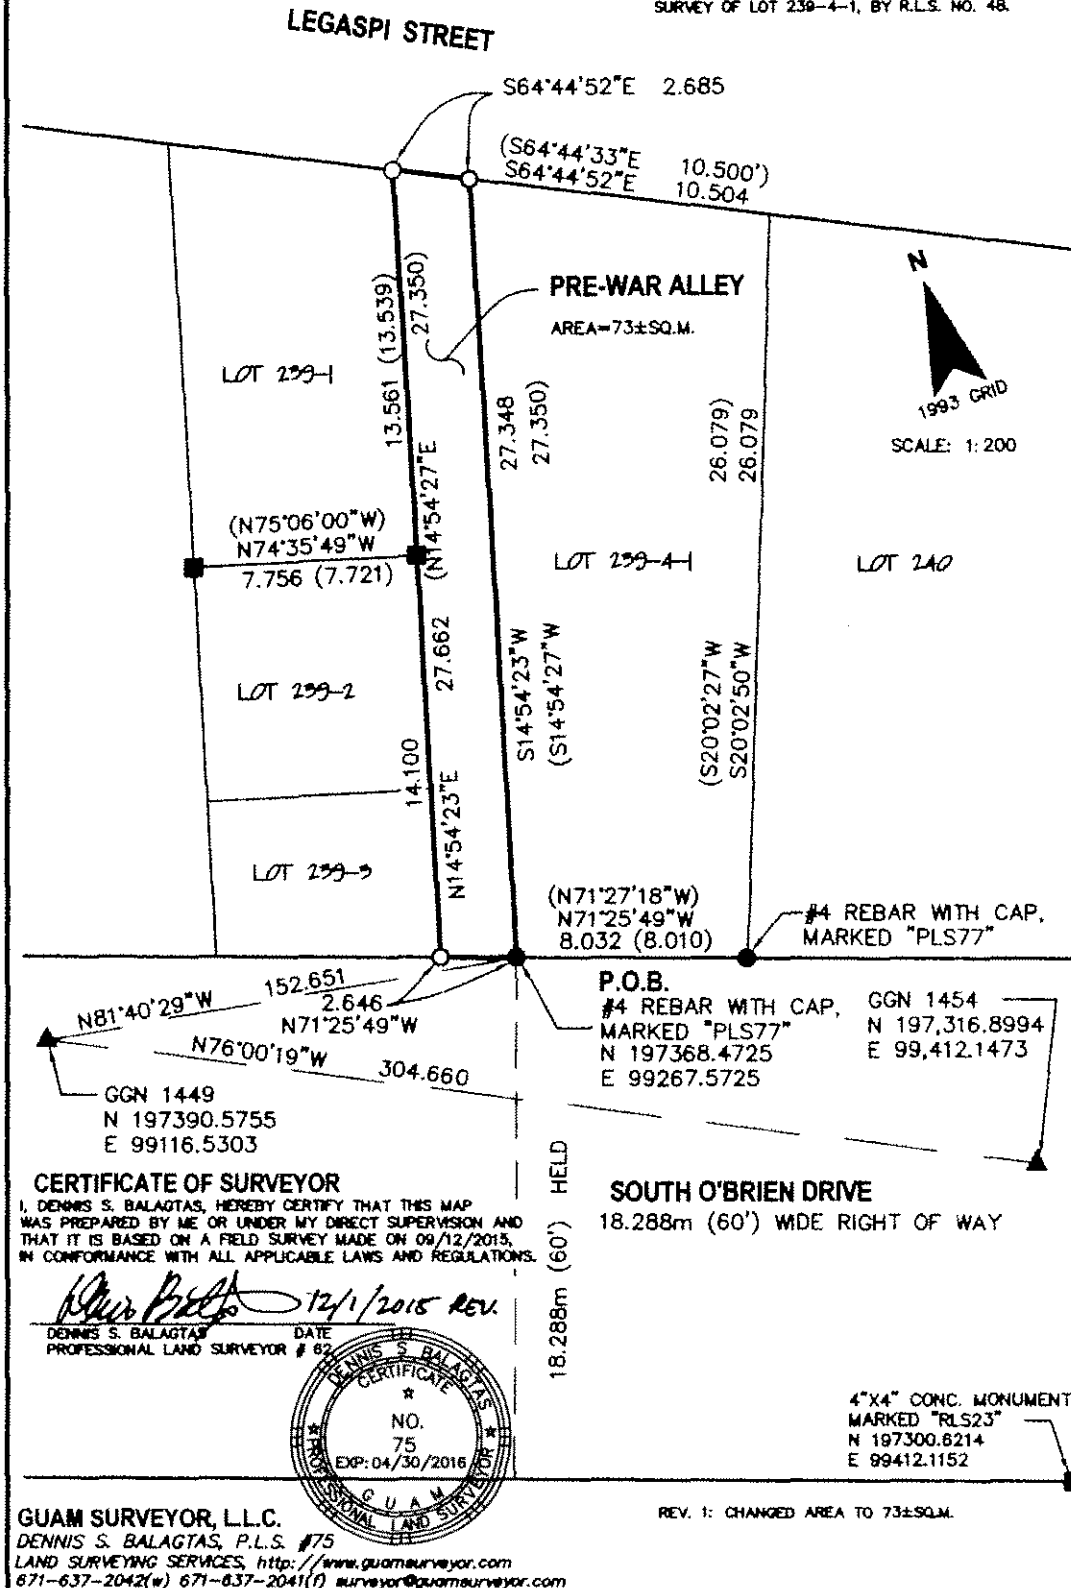 SURVEY OF LOT 239-4-1, BY R.L.S. NO. 48.
LEGASPI STREET
S64°44'52"E 2.685
(S64°44'33"E 10.500')
S64°44'52"E 10.504
PRE-WAR ALLEY
AREA=73±SQ.M.
N
1993 GRID
SCALE: 1:200
13.561 (13.539)
27.350)
(N14°54'27"E
27.348
27.350)
26.079)
26.079
LOT 239-1
(N75°06'00"W)
N74°35'49"W
7.756 (7.721)
LOT 239-4-1
LOT 240
LOT 239-2
27.662
14.100
N14°54'23"E
S14°54'23"W
(S14°54'27"W
(S20°02'27"W
S20°02'50"W
LOT 239-3
(N71°27'18"W)
N71°25'49"W
8.032 (8.010)
#4 REBAR WITH CAP,
MARKED "PLS77"
N81°40'29"W 152.651
2.646
N71°25'49"W
N76°00'19"W 304.660
P.O.B.
#4 REBAR WITH CAP,
MARKED "PLS77"
N 197368.4725
E 99267.5725
GGN 1454
N 197,316.8994
E 99,412.1473
GGN 1449
N 197390.5755
E 99116.5303
18.288m (60') HELD
SOUTH O'BRIEN DRIVE
18.288m (60') WIDE RIGHT OF WAY
CERTIFICATE OF SURVEYOR
I, DENNIS S. BALAGTAS, HEREBY CERTIFY THAT THIS MAP
WAS PREPARED BY ME OR UNDER MY DIRECT SUPERVISION AND
THAT IT IS BASED ON A FIELD SURVEY MADE ON 09/12/2015,
IN CONFORMANCE WITH ALL APPLICABLE LAWS AND REGULATIONS.
12/1/2015 REV.
DENNIS S. BALAGTAS DATE
PROFESSIONAL LAND SURVEYOR # 62
DENNIS S. BALAGTAS
CERTIFICATE
NO.
75
EXP: 04/30/2016
GUAM
PROFESSIONAL LAND SURVEYOR
4"X4" CONC. MONUMENT
MARKED "RLS23"
N 197300.6214
E 99412.1152
REV. 1: CHANGED AREA TO 73±SQ.M.
GUAM SURVEYOR, L.L.C.
DENNIS S. BALAGTAS, P.L.S. #75
LAND SURVEYING SERVICES, http://www.guamsurveyor.com
671-637-2042(w) 671-637-2041(f) surveyor@guamsurveyor.com